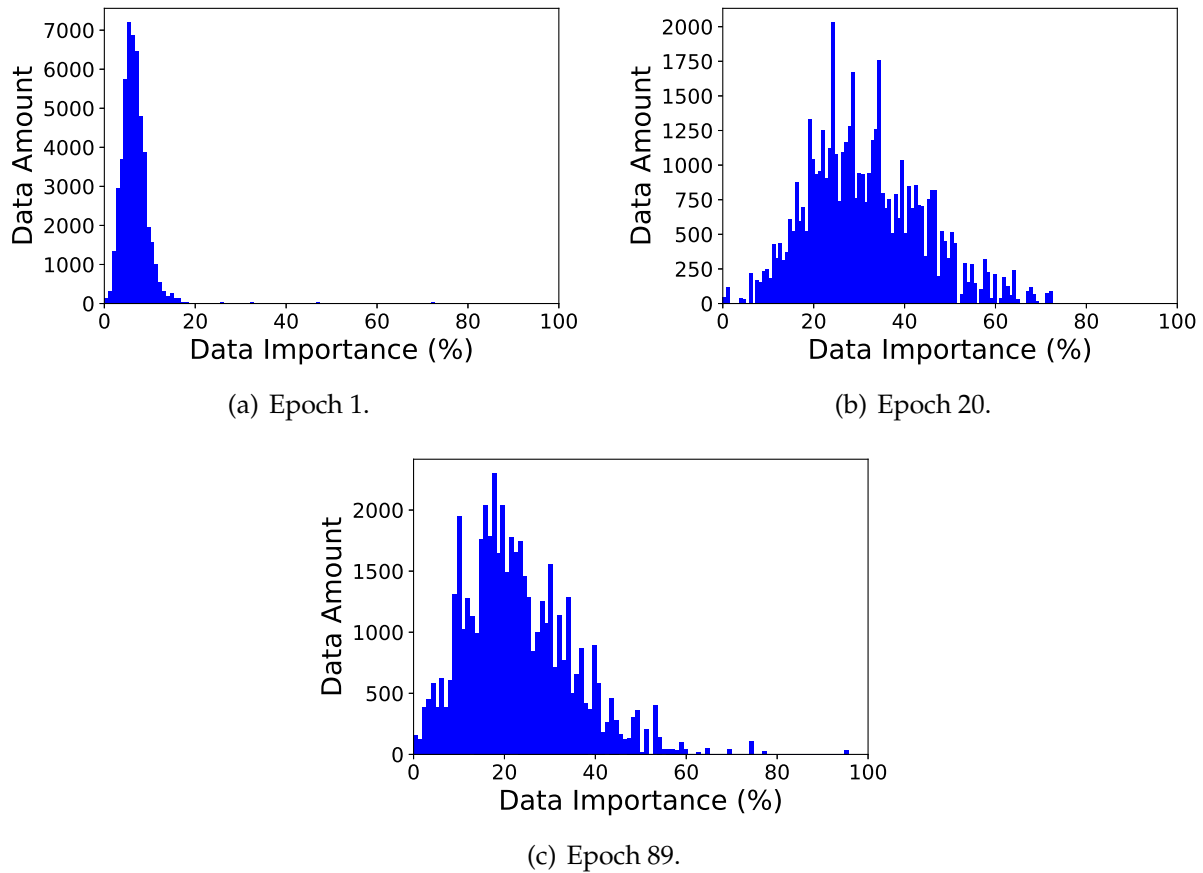 7000
6000
5000
4000
3000
2000
1000
0
Data Amount
0 20 40 60 80 100
Data Importance (%)
(a) Epoch 1.
2000
1750
1500
1250
1000
750
500
250
0
Data Amount
0 20 40 60 80 100
Data Importance (%)
(b) Epoch 20.
2000
1500
1000
500
0
Data Amount
0 20 40 60 80 100
Data Importance (%)
(c) Epoch 89.